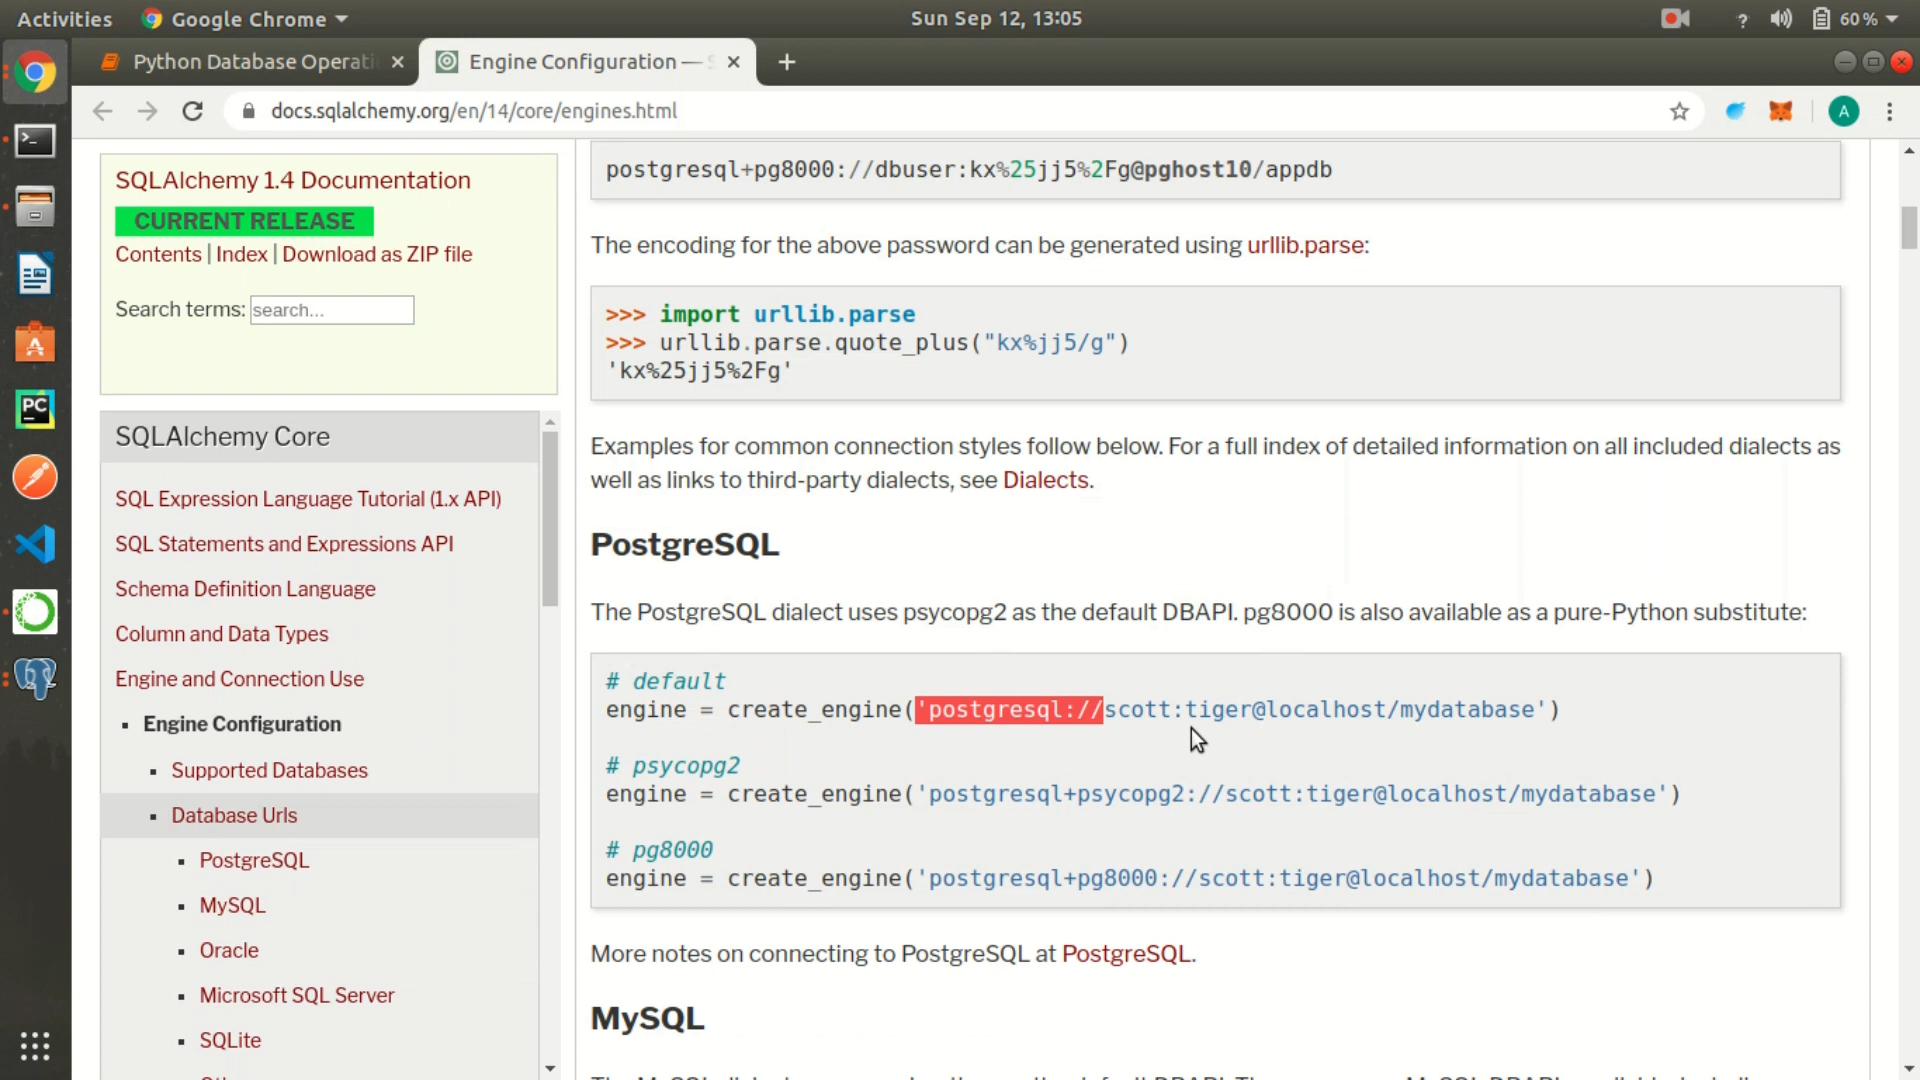 Activities
Google Chrome
Sun Sep 12, 13:05
?
60 %
Python Database Operati
Engine Configuration —
docs.sqlalchemy.org/en/14/core/engines.html
A
SQLAlchemy 1.4 Documentation
CURRENT RELEASE
Contents | Index | Download as ZIP file
Search terms: search...
SQLAlchemy Core
SQL Expression Language Tutorial (1.x API)
SQL Statements and Expressions API
Schema Definition Language
Column and Data Types
Engine and Connection Use
Engine Configuration
Supported Databases
Database Urls
PostgreSQL
MySQL
Oracle
Microsoft SQL Server
SQLite
postgresql+pg8000://dbuser:kx%25jj5%2Fg@pghost10/appdb
The encoding for the above password can be generated using urllib.parse:
>>> import urllib.parse
>>> urllib.parse.quote_plus("kx%jj5/g")
'kx%25jj5%2Fg'
Examples for common connection styles follow below. For a full index of detailed information on all included dialects as
well as links to third-party dialects, see Dialects.
PostgreSQL
The PostgreSQL dialect uses psycopg2 as the default DBAPI. pg8000 is also available as a pure-Python substitute:
# default
engine = create_engine('postgresql://scott:tiger@localhost/mydatabase')
# psycopg2
engine = create_engine('postgresql+psycopg2://scott:tiger@localhost/mydatabase')
# pg8000
engine = create_engine('postgresql+pg8000://scott:tiger@localhost/mydatabase')
More notes on connecting to PostgreSQL at PostgreSQL.
MySQL
PC